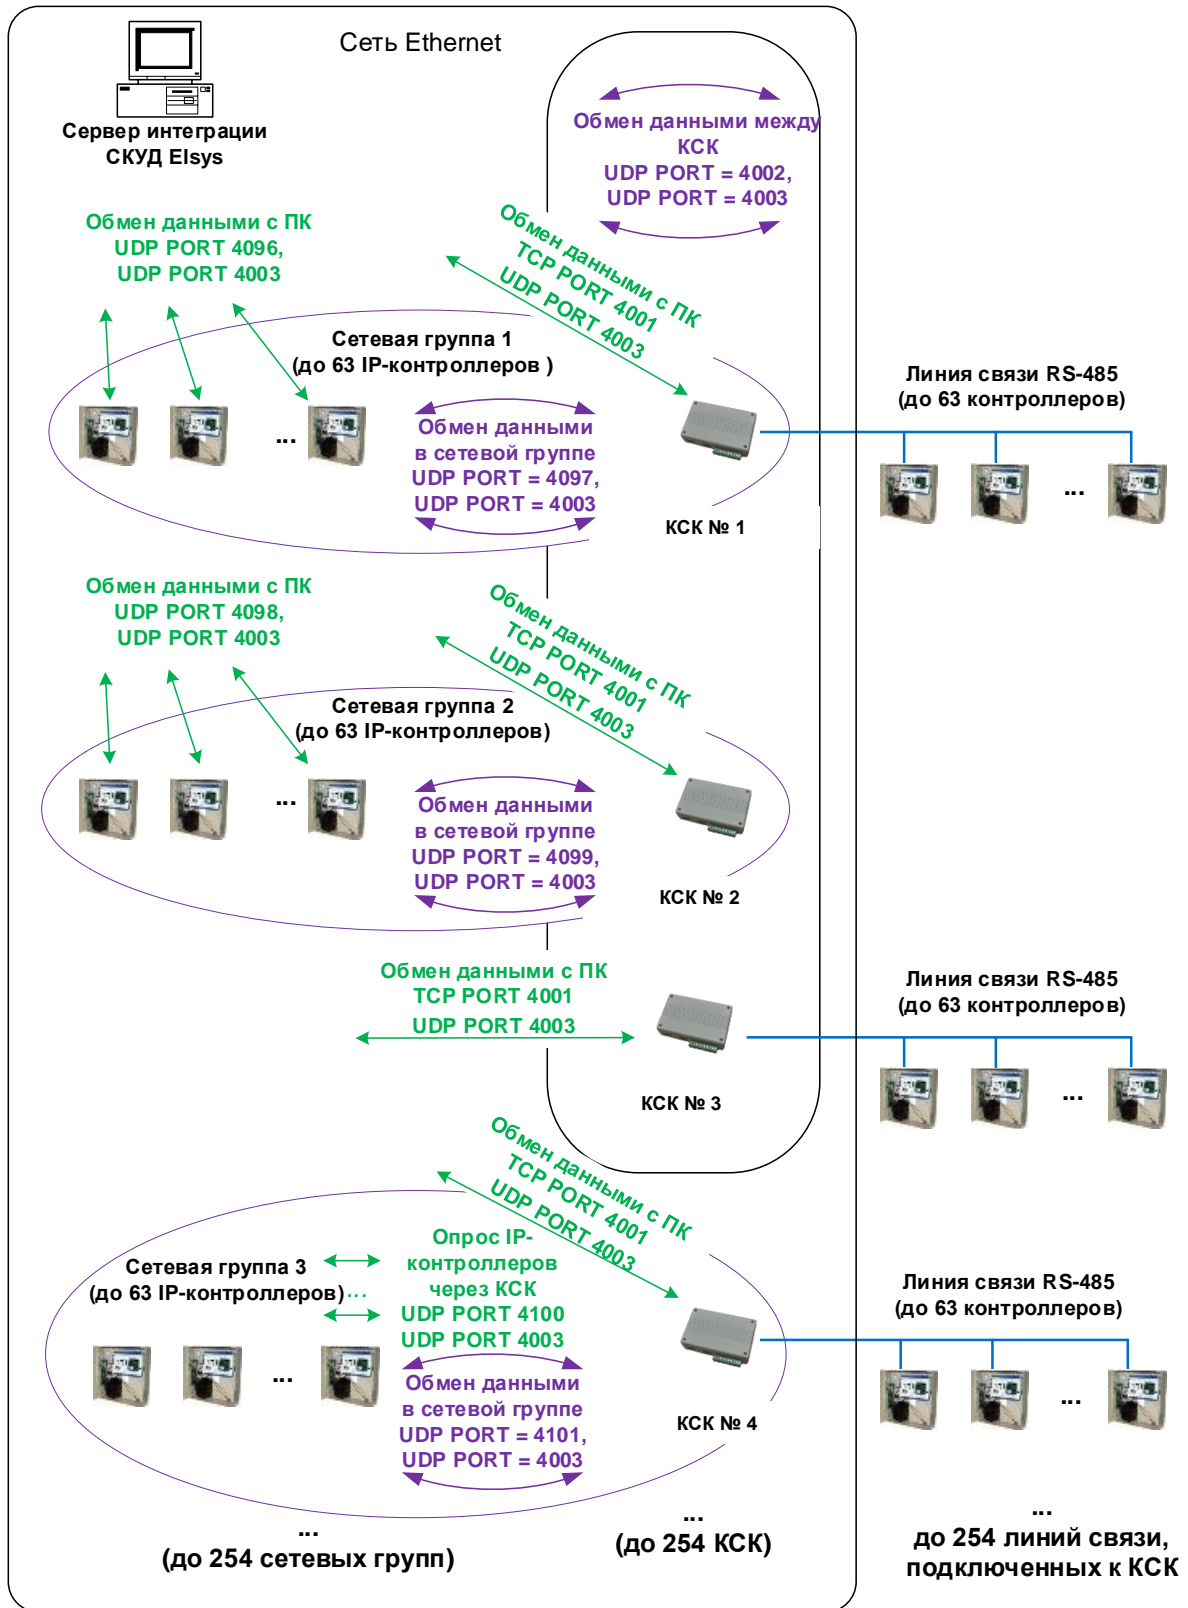 Сеть Ethernet
Сервер интеграции
СКУД Elsys
Обмен данными между
КСК
UDP PORT = 4002,
UDP PORT = 4003
Обмен данными с ПК
UDP PORT 4096,
UDP PORT 4003
Обмен данными с ПК
TCP PORT 4001
UDP PORT 4003
Сетевая группа 1
(до 63 IP-контроллеров )
...
Обмен данными
в сетевой группе
UDP PORT = 4097,
UDP PORT = 4003
КСК № 1
Линия связи RS-485
(до 63 контроллеров)
...
Обмен данными с ПК
UDP PORT 4098,
UDP PORT 4003
Обмен данными с ПК
TCP PORT 4001
UDP PORT 4003
Сетевая группа 2
(до 63 IP-контроллеров)
...
Обмен данными
в сетевой группе
UDP PORT = 4099,
UDP PORT = 4003
КСК № 2
Обмен данными с ПК
TCP PORT 4001
UDP PORT 4003
КСК № 3
Линия связи RS-485
(до 63 контроллеров)
...
Обмен данными с ПК
TCP PORT 4001
UDP PORT 4003
Сетевая группа 3
(до 63 IP-контроллеров)
...
Опрос IP-
контроллеров
через КСК
UDP PORT 4100
UDP PORT 4003
...
Обмен данными
в сетевой группе
UDP PORT = 4101,
UDP PORT = 4003
КСК № 4
Линия связи RS-485
(до 63 контроллеров)
...
...
(до 254 сетевых групп)
...
(до 254 КСК)
...
до 254 линий связи,
подключенных к КСК